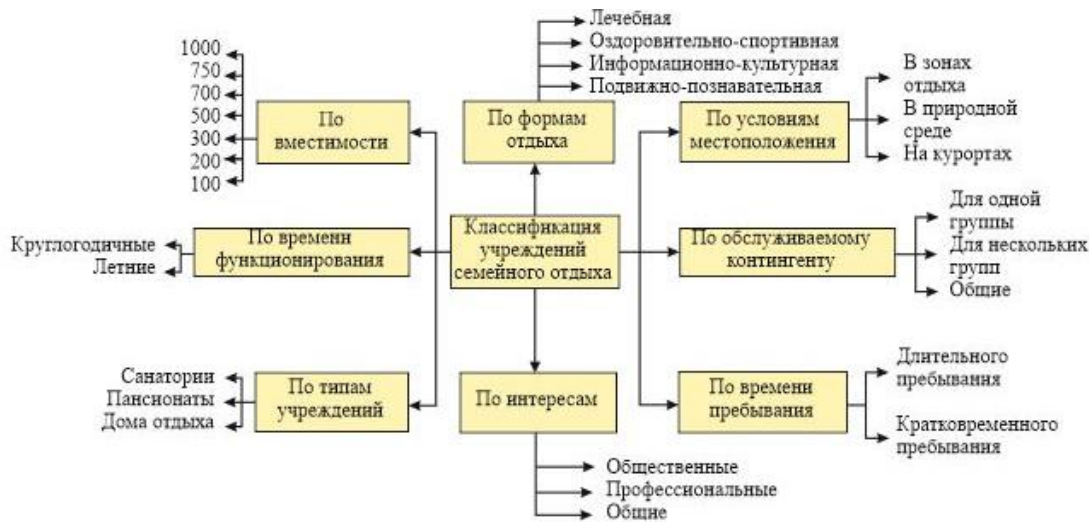 Лечебная
Оздоровительно-спортивная
Информационно-культурная
Подвижно-познавательная
1000
750
700
500
300
200
100
По
вместимости
По формам
отдыха
По условиям
местоположения
В зонах
отдыха
В природной
среде
На курортах
Круглогодичные
Летние
По времени
функционирования
Классификация
учреждений
семейного отдыха
По обслуживаемому
контингенту
Для одной
группы
Для нескольких
групп
Общие
Санатории
Пансионаты
Дома отдыха
По типам
учреждений
По интересам
По времени
пребывания
Длительного
пребывания
Кратковременного
пребывания
Общественные
Профессиональные
Общие